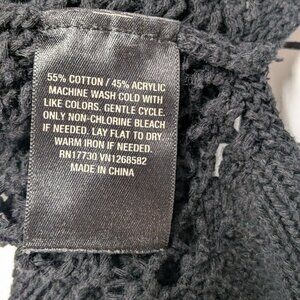 55% COTTON / 45% ACRYLIC
MACHINE WASH COLD WITH
LIKE COLORS. GENTLE CYCLE.
ONLY NON-CHLORINE BLEACH
IF NEEDED. LAY FLAT TO DRY.
WARM IRON IF NEEDED.
RN17730 VN1268582
MADE IN CHINA